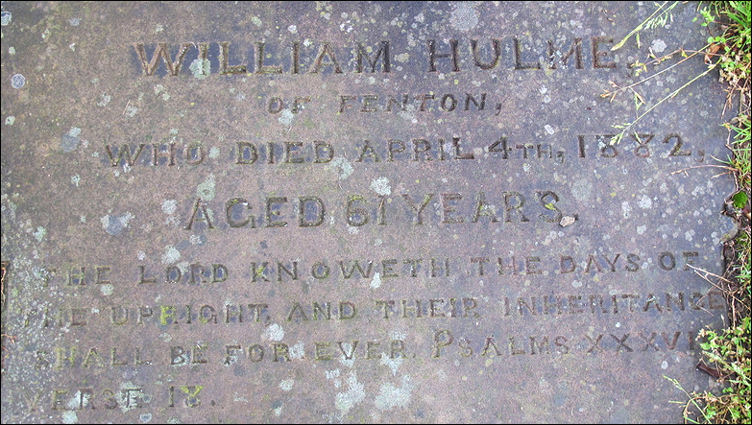 WILLIAM HULME,
OF FENTON,
WHO DIED APRIL 4TH, 1882,
AGED 61 YEARS.
THE LORD KNOWETH THE DAYS OF
THE UPRIGHT, AND THEIR INHERITANCE
SHALL BE FOR EVER. PSALMS XXXVII
VERSE 18.